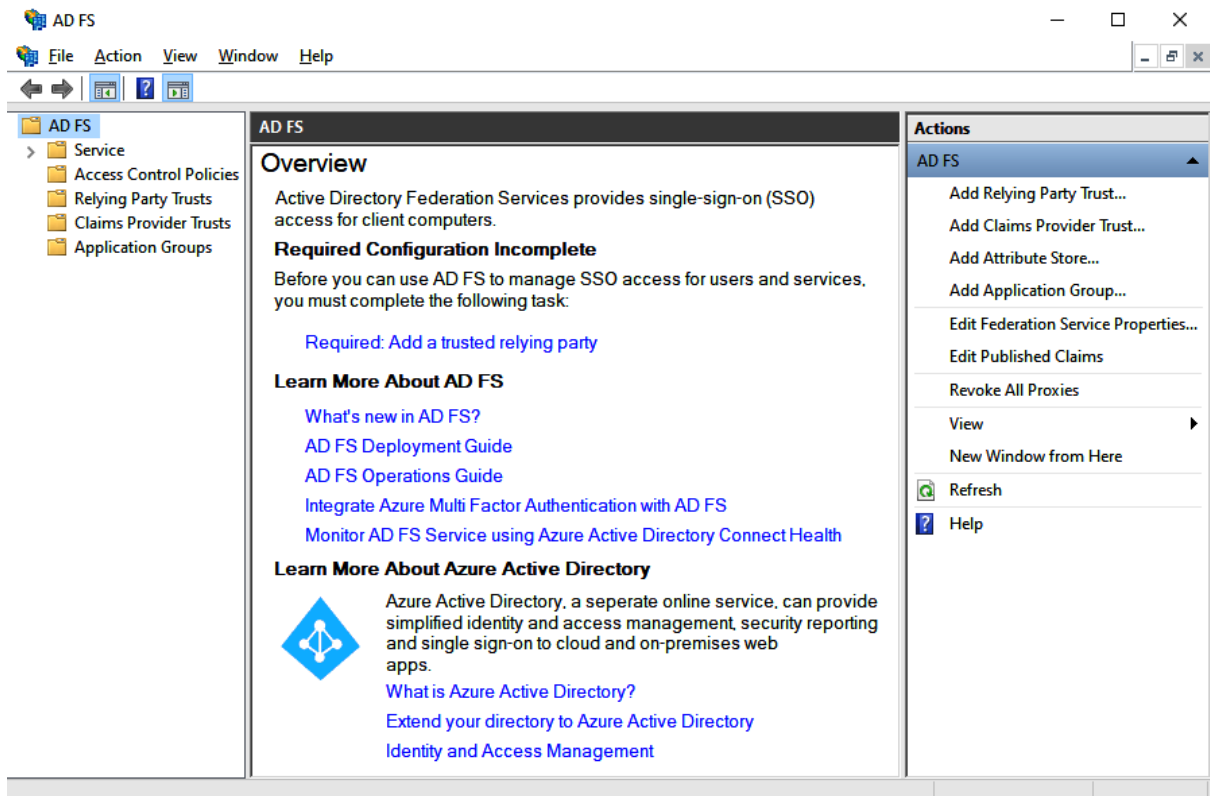 AD FS
File Action View Window Help
AD FS
Service
Access Control Policies
Relying Party Trusts
Claims Provider Trusts
Application Groups
AD FS
Overview
Active Directory Federation Services provides single-sign-on (SSO)
access for client computers.
Required Configuration Incomplete
Before you can use AD FS to manage SSO access for users and services,
you must complete the following task:
Required: Add a trusted relying party
Learn More About AD FS
What's new in AD FS?
AD FS Deployment Guide
AD FS Operations Guide
Integrate Azure Multi Factor Authentication with AD FS
Monitor AD FS Service using Azure Active Directory Connect Health
Learn More About Azure Active Directory
Azure Active Directory, a seperate online service, can provide
simplified identity and access management, security reporting
and single sign-on to cloud and on-premises web
apps.
What is Azure Active Directory?
Extend your directory to Azure Active Directory
Identity and Access Management
Actions
AD FS
Add Relying Party Trust...
Add Claims Provider Trust...
Add Attribute Store...
Add Application Group...
Edit Federation Service Properties...
Edit Published Claims
Revoke All Proxies
View
New Window from Here
Refresh
Help